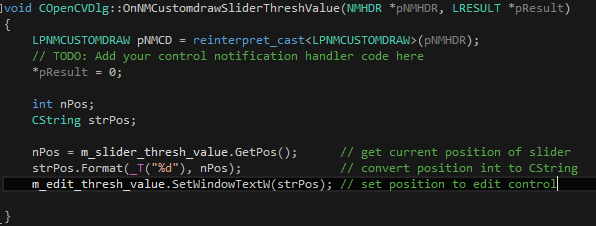 void COpenCVDlg::OnNMCustomdrawSliderThreshValue(NMHDR *pNMHDR, LRESULT *pResult)
{
    LPNMCUSTOMDRAW pNMCD = reinterpret_cast<LPNMCUSTOMDRAW>(pNMHDR);
    // TODO: Add your control notification handler code here
    *pResult = 0;

    int nPos;
    CString strPos;

    nPos = m_slider_thresh_value.GetPos();      // get current position of slider
    strPos.Format(_T("%d"), nPos);              // convert position int to CString
    m_edit_thresh_value.SetWindowTextW(strPos); // set position to edit control

}